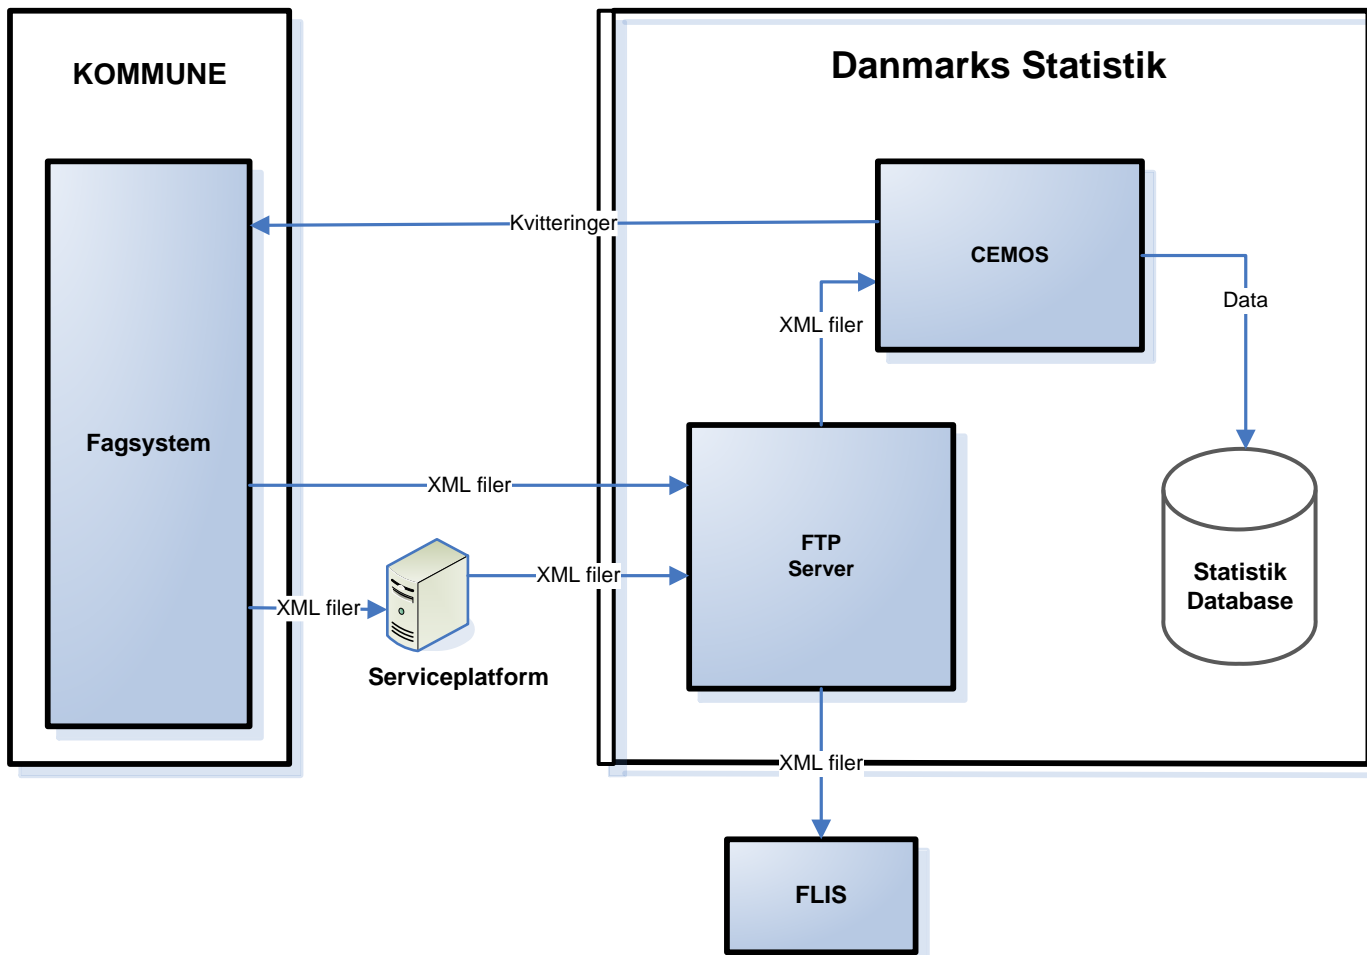 KOMMUNE
Danmarks Statistik
Kvitteringer
CEMOS
Data
XML filer
Fagsystem
XML filer
FTP
Server
XML filer
XML filer
Statistik
Database
Serviceplatform
XML filer
FLIS